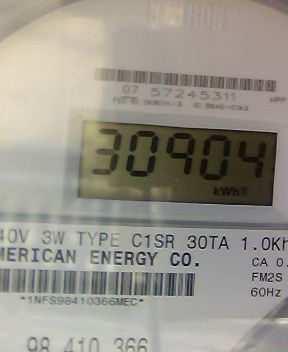 07 57245311
30904
kWh
40V 3W TYPE C1SR 30TA 1.0Kh
MERICAN ENERGY CO.
CA 0.
FM2S
*1NFS98410366MEC*
60Hz
98 410 366